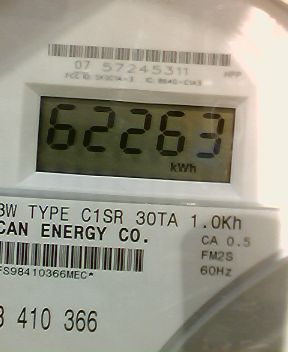 07 57245311
HPP
62263
kWh
3W TYPE C1SR 30TA 1.0Kh
CAN ENERGY CO.
CA 0.5
FM2S
60Hz
FS98410366MEC*
3 410 366